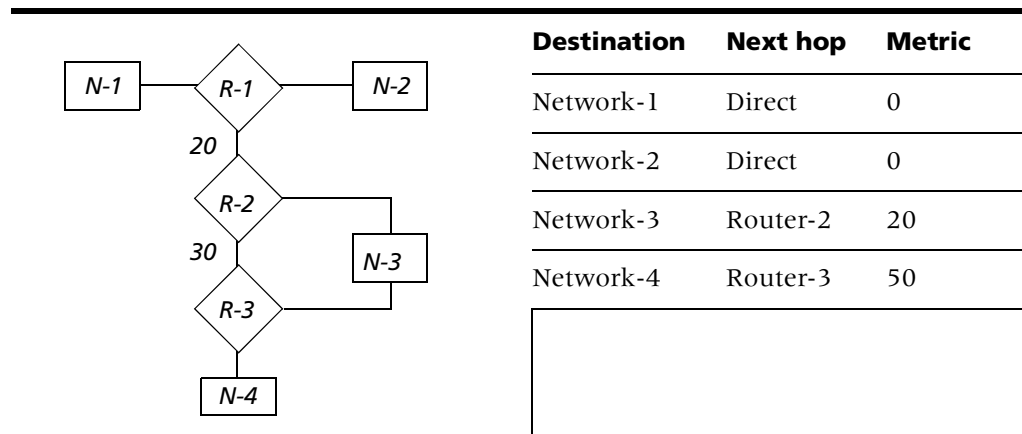 N-1
R-1
N-2
20
R-2
30
N-3
R-3
N-4
Destination Next hop Metric
Network-1 Direct 0
Network-2 Direct 0
Network-3 Router-2 20
Network-4 Router-3 50